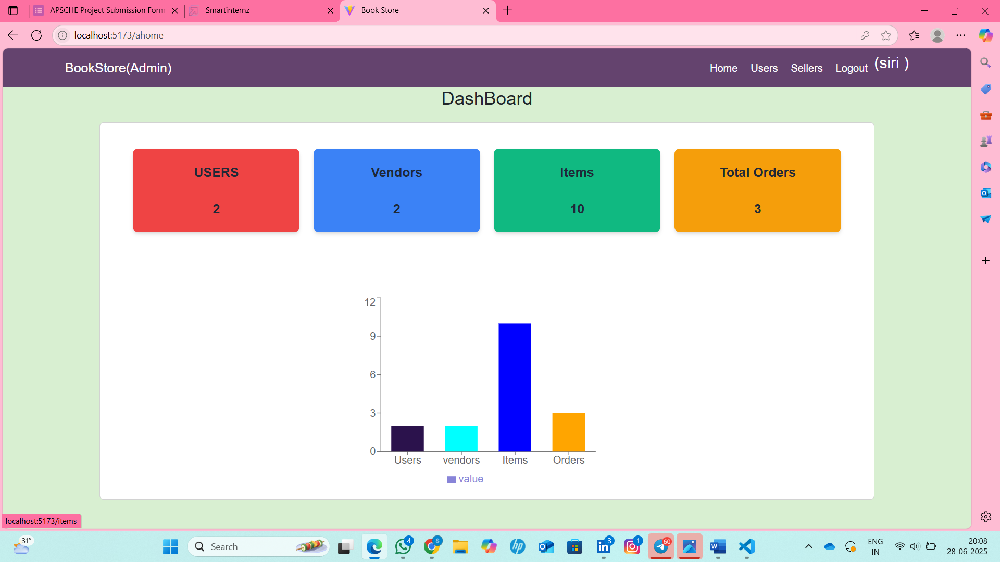 APSCHE Project Submission Form
Smartinternz
Book Store
localhost:5173/ahome
BookStore(Admin)
Home Users Sellers Logout (siri )
DashBoard
USERS
2
Vendors
2
Items
10
Total Orders
3
12
9
6
3
0
Users vendors Items Orders
value
localhost:5173/items
31°
Search
4
S
hp
3
1
60
W
ENG
IN
20:08
28-06-2025